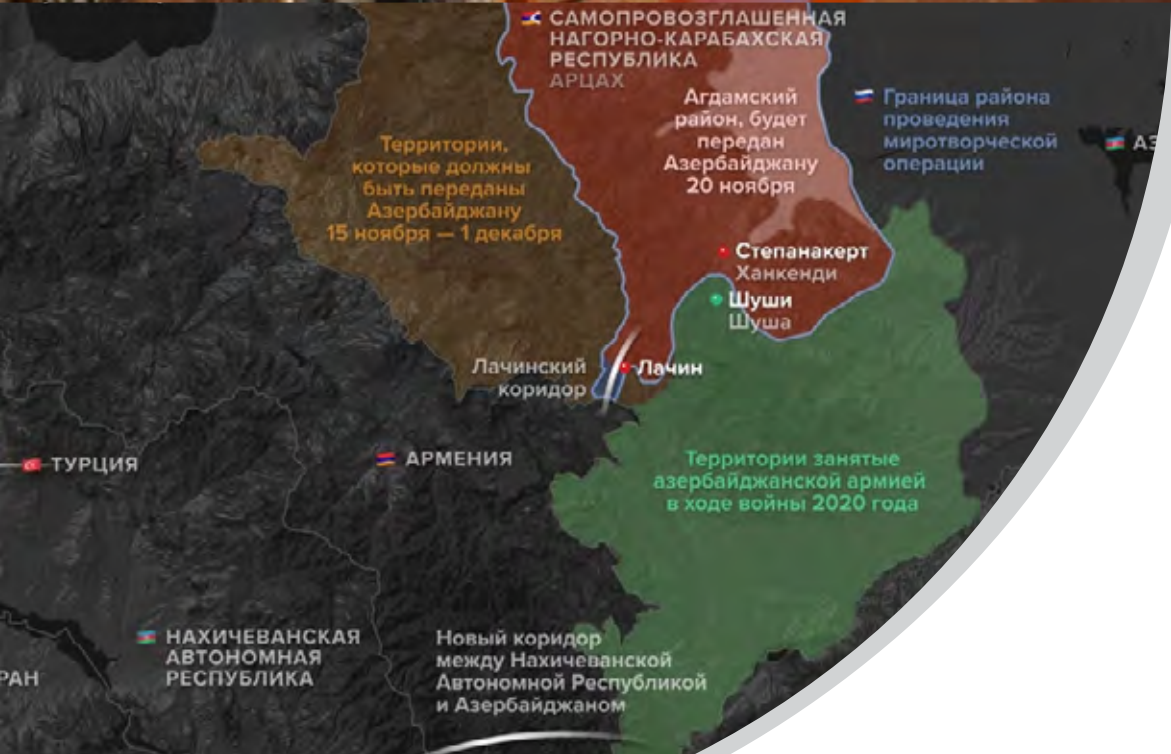 САМОПРОВОЗГЛАШЕННАЯ
НАГОРНО-КАРАБАХСКАЯ
РЕСПУБЛИКА
АРЦАХ
Агдамский
район, будет
передан
Азербайджану
20 ноября
Граница района
проведения
миротворческой
операции
АЗ
Территории,
которые должны
быть переданы
Азербайджану
15 ноября — 1 декабря
Степанакерт
Ханкенди
Шуши
Шуша
Лачинский
коридор
Лачин
ТУРЦИЯ
АРМЕНИЯ
Территории занятые
азербайджанской армией
в ходе войны 2020 года
НАХИЧЕВАНСКАЯ
АВТОНОМНАЯ
РЕСПУБЛИКА
РАН
Новый коридор
между Нахичеванской
Автономной Республикой
и Азербайджаном